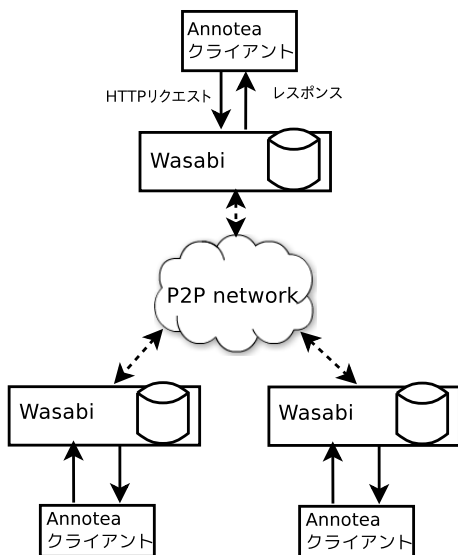 Annotea
クライアント
HTTPリクエスト
レスポンス
Wasabi
P2P network
Wasabi
Wasabi
Annotea
クライアント
Annotea
クライアント